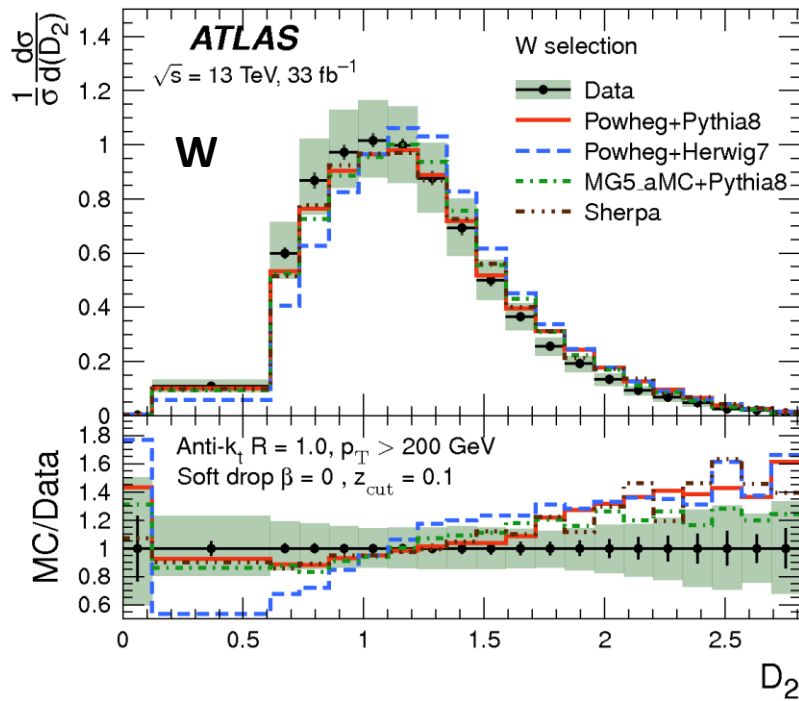 1/σ dσ/d(D₂)
1.4
1.2
1
0.8
0.6
0.4
0.2
0
ATLAS
√s = 13 TeV, 33 fb⁻¹
W
W selection
Data
Powheg+Pythia8
Powheg+Herwig7
MG5_aMC+Pythia8
Sherpa
MC/Data
1.8
1.6
1.4
1.2
1
0.8
0.6
Anti-kₜ R = 1.0, p_T > 200 GeV
Soft drop β = 0 , z_cut = 0.1
0 0.5 1 1.5 2 2.5
D₂